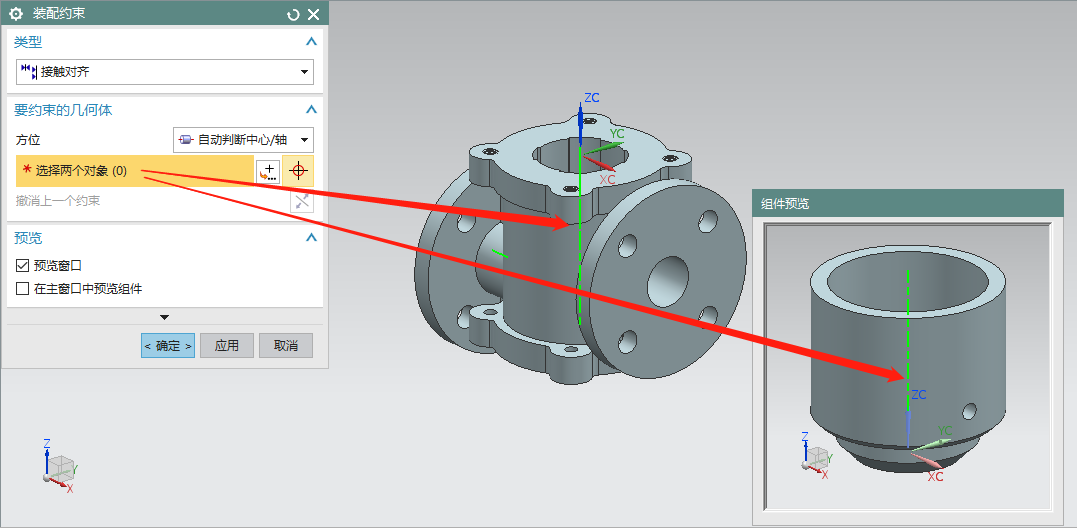 装配约束
类型
接触对齐
要约束的几何体
方位
自动判断中心/轴
* 选择两个对象 (0)
撤消上一个约束
预览
预览窗口
在主窗口中预览组件
< 确定 >
应用
取消
ZC
YC
XC
组件预览
ZC
YC
XC
Z
Y
X
Z
Y
X